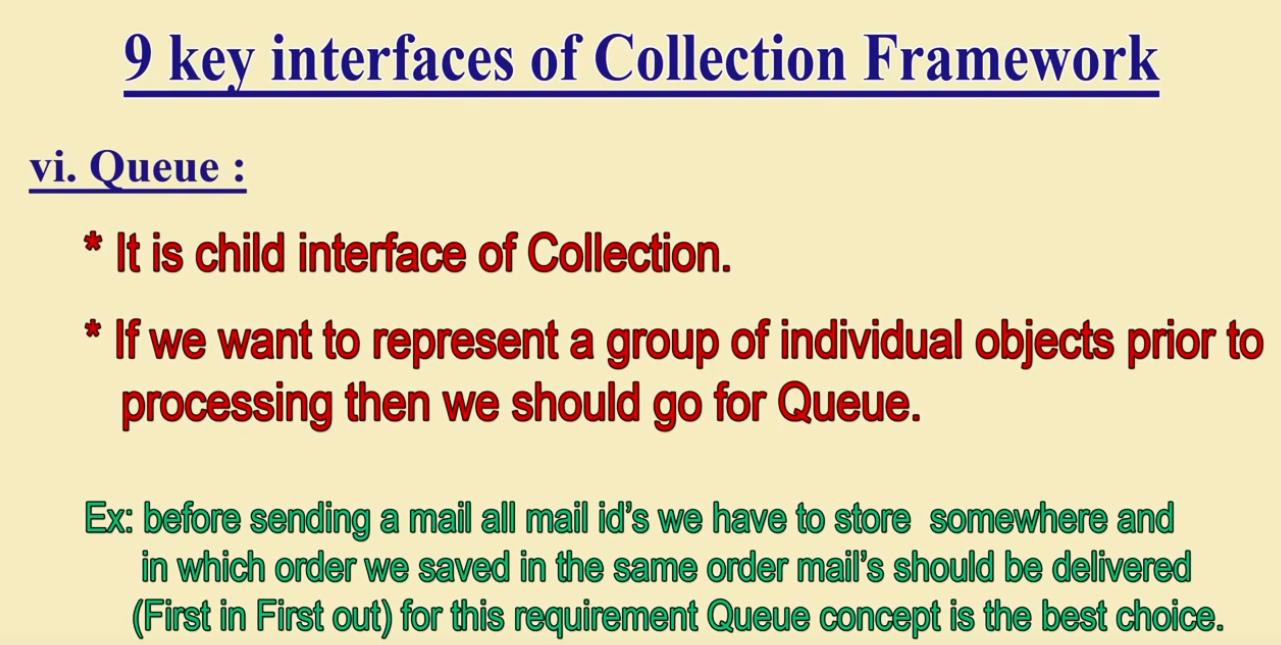 9 key interfaces of Collection Framework
vi. Queue :
* It is child interface of Collection.
* If we want to represent a group of individual objects prior to
processing then we should go for Queue.
Ex: before sending a mail all mail id's we have to store  somewhere and
in which order we saved in the same order mail's should be delivered
(First in First out) for this requirement Queue concept is the best choice.